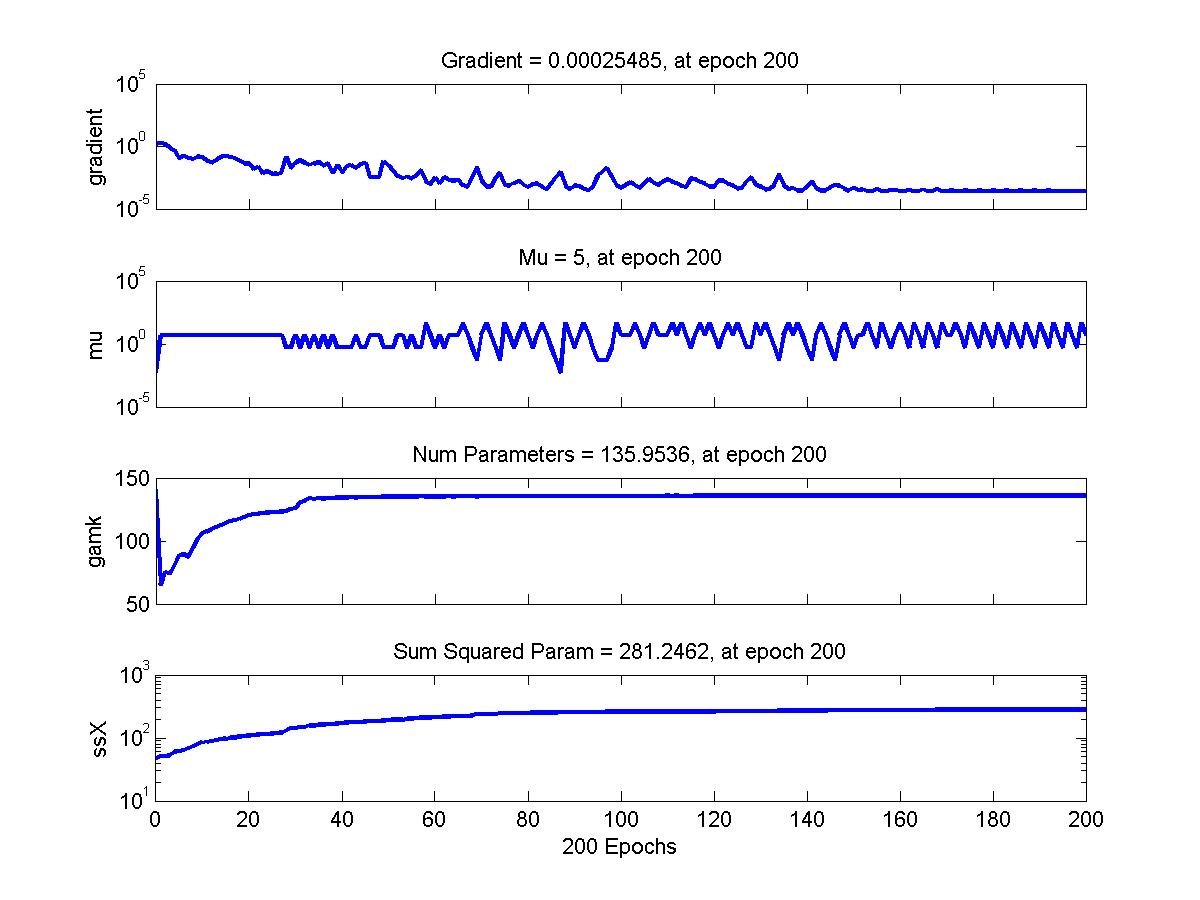 Gradient = 0.00025485, at epoch 200
10^5
10^0
10^-5
gradient
Mu = 5, at epoch 200
10^5
10^0
10^-5
mu
Num Parameters = 135.9536, at epoch 200
150
100
50
gamk
Sum Squared Param = 281.2462, at epoch 200
10^3
10^2
10^1
ssX
0 20 40 60 80 100 120 140 160 180 200
200 Epochs